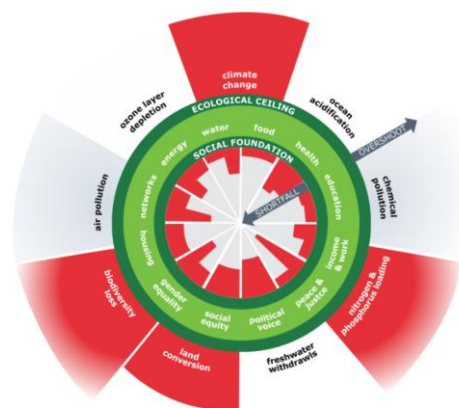 climate
change
ECOLOGICAL CEILING
ozone layer
depletion
ocean
acidification
OVERSHOOT
water
food
energy
health
SOCIAL FOUNDATION
networks
education
SHORTFALL
air pollution
chemical
pollution
housing
income
& work
gender
equality
peace &
justce
social
equity
political
voice
biodiversity
loss
nitrogen &
phosphorus loading
land
conversion
freshwater
withdrawls